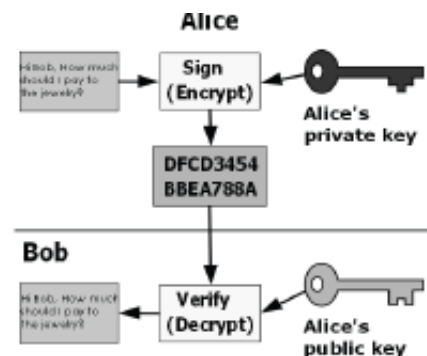 Alice
Hi Bob, How much
should I pay to
the jewelry?
Sign
(Encrypt)
Alice's
private key
DFCD3454
BBEA788A
Bob
Hi Bob, How much
should I pay to
the jewelry?
Verify
(Decrypt)
Alice's
public key